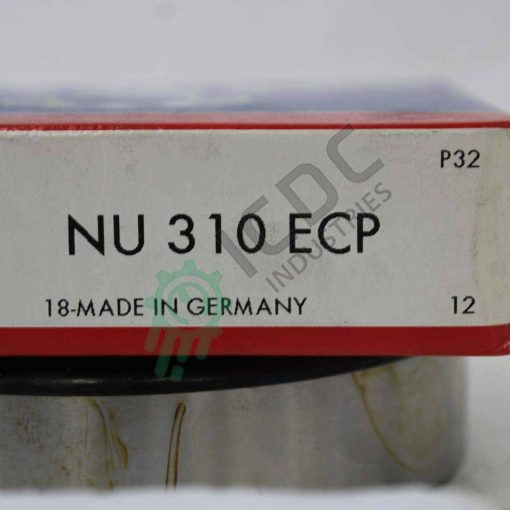 P32
NU 310 ECP
18-MADE IN GERMANY
12
ICDC
INDUSTRIES